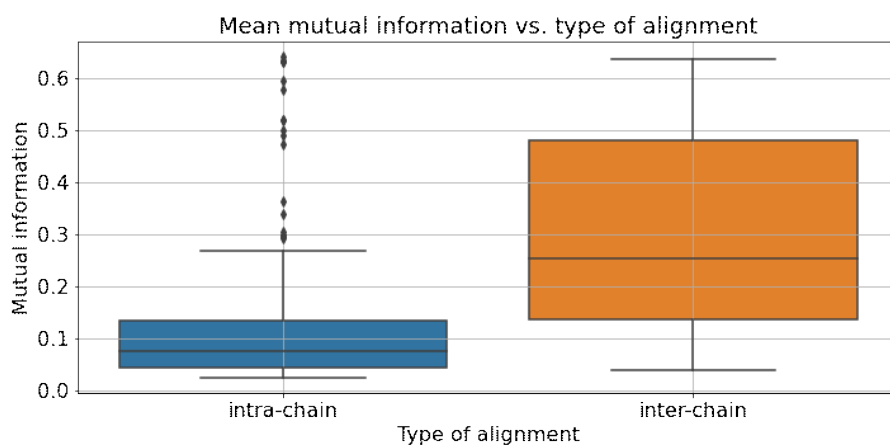 Mean mutual information vs. type of alignment
Mutual information
0.6
0.5
0.4
0.3
0.2
0.1
0.0
intra-chain
inter-chain
Type of alignment